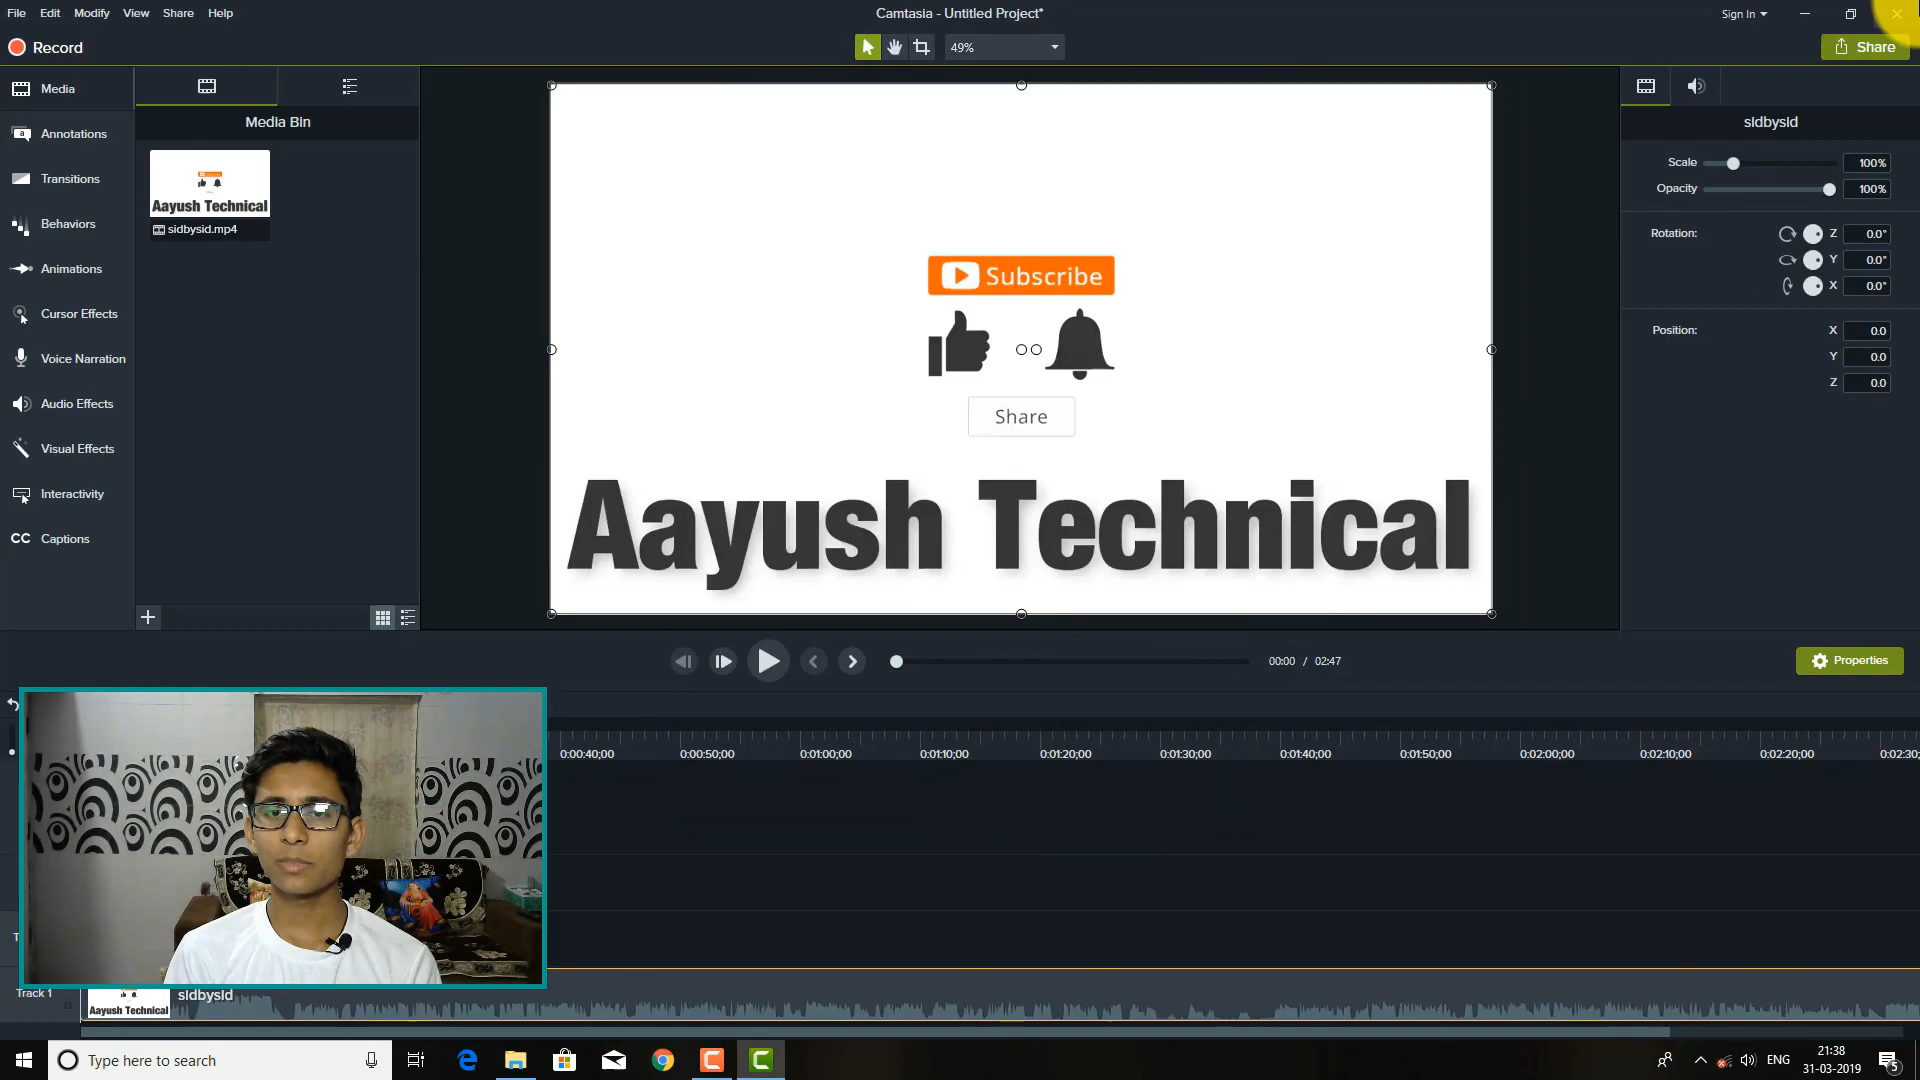 File Edit Modify View Share Help
Camtasia - Untitled Project*
Sign In
Record
49%
Share
Media
Annotations
Transitions
Behaviors
Animations
Cursor Effects
Voice Narration
Audio Effects
Visual Effects
Interactivity
CC Captions
Media Bin
Aayush Technical
sidbysid.mp4
Subscribe
Share
Aayush Technical
sidbysid
Scale 100%
Opacity 100%
Rotation: Z 0.0°
Y 0.0°
X 0.0°
Position: X 0.0
Y 0.0
Z 0.0
00:00 / 02:47
Properties
0:00:40;00 0:00:50;00 0:01:00;00 0:01:10;00 0:01:20;00 0:01:30;00 0:01:40;00 0:01:50;00 0:02:00;00 0:02:10;00 0:02:20;00 0:02:30;
Track 1
sidbysid
Aayush Technical
Type here to search
ENG
21:38
31-03-2019
5